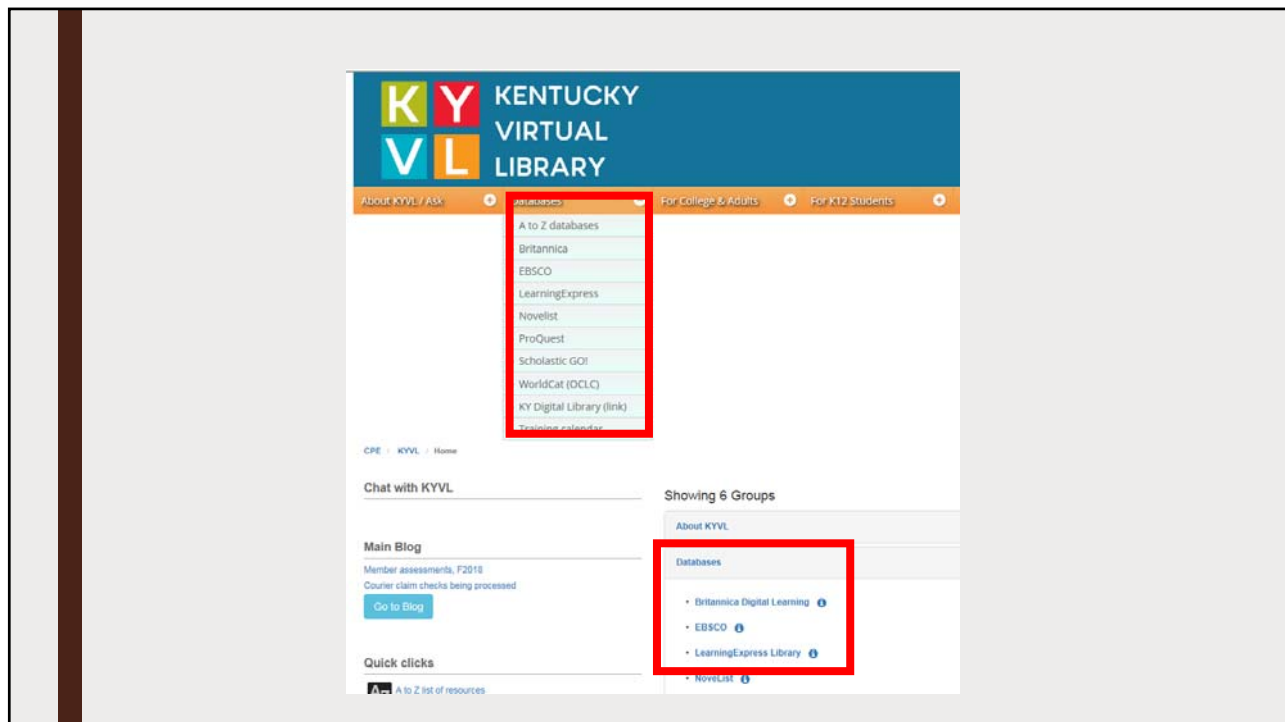 K Y
V L
KENTUCKY
VIRTUAL
LIBRARY
About KYVL / Ask
Databases
For College & Adults
For K12 Students
A to Z databases
Britannica
EBSCO
LearningExpress
Novelist
ProQuest
Scholastic GO!
WorldCat (OCLC)
KY Digital Library (link)
Training calendar
CPE / KYVL / Home
Chat with KYVL
Main Blog
Member assessments, F2018
Courier claim checks being processed
Go to Blog
Quick clicks
A to Z list of resources
Showing 6 Groups
About KYVL
Databases
• Britannica Digital Learning
• EBSCO
• LearningExpress Library
• NoveList